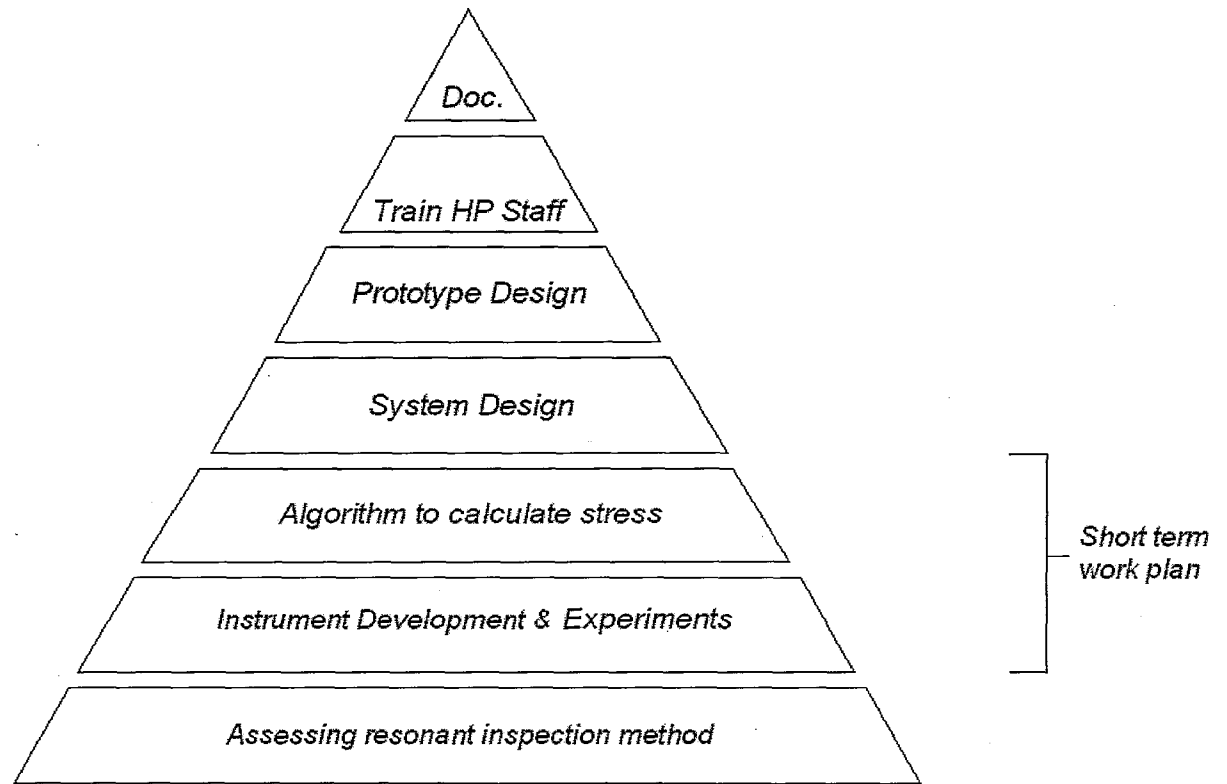 Doc.
Train HP Staff
Prototype Design
System Design
Algorithm to calculate stress
Short term
work plan
Instrument Development & Experiments
Assessing resonant inspection method